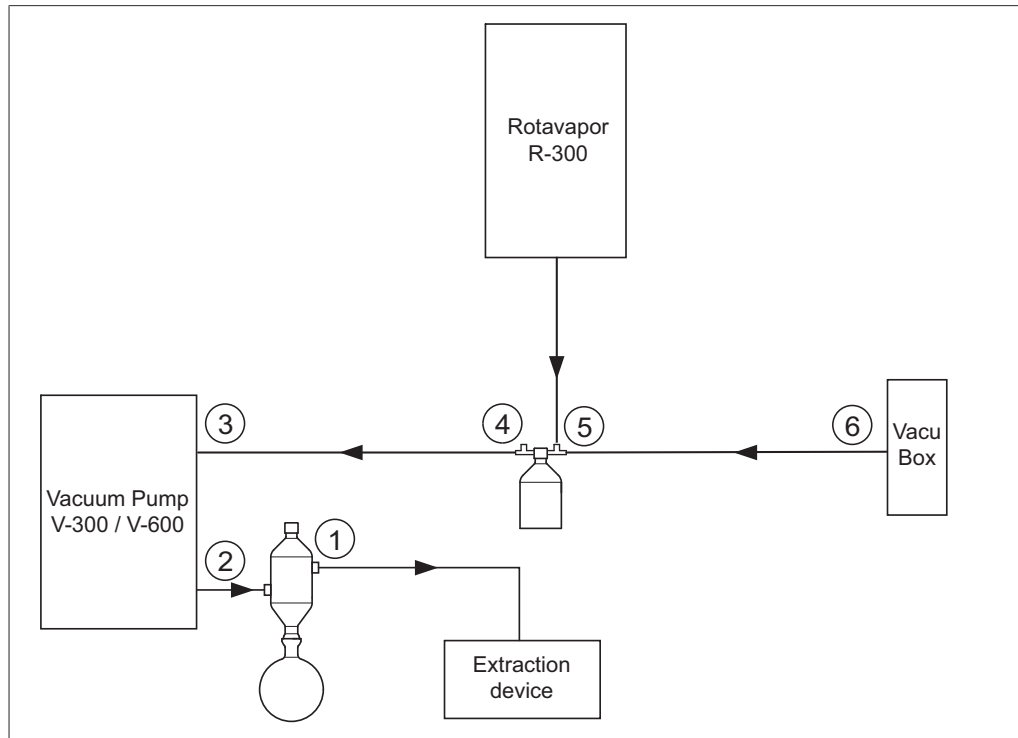 Rotavapor
R-300
3
4
5
6
Vacu
Box
Vacuum Pump
V-300 / V-600
2
1
Extraction
device